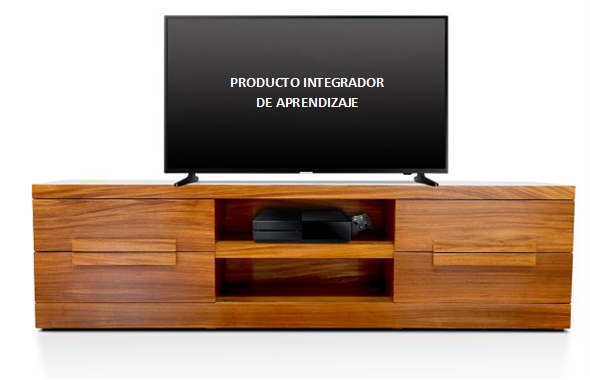 PRODUCTO INTEGRADOR
DE APRENDIZAJE